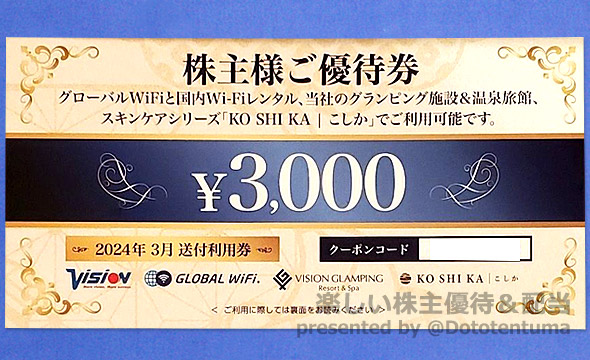 株主様ご優待券
グローバルWiFiと国内Wi-Fiレンタル、当社のグランピング施設&温泉旅館、
スキンケアシリーズ「KO SHI KA | こしか」でご利用可能です。
¥3,000
2024年 3月 送付利用券
クーポンコード
VISION GLOBAL WiFi. VISION GLAMPING Resort & Spa KO SHI KA | こしか
楽しい株主優待&配当
< ご利用に際しては裏面をお読みください >
presented by @Dototentuma